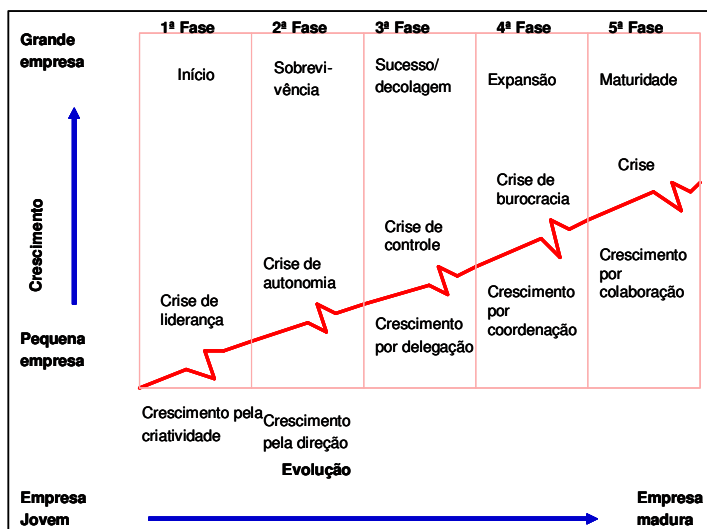 1ª Fase
2ª Fase
3ª Fase
4ª Fase
5ª Fase
Grande
empresa
Início
Sobrevi-
vência
Sucesso/
decolagem
Expansão
Maturidade
Crescimento
Crise de
liderança
Crise de
autonomia
Crise de
controle
Crise de
burocracia
Crise
Pequena
empresa
Crescimento pela
criatividade
Crescimento
pela direção
Crescimento
por delegação
Crescimento
por
coordenação
Crescimento
por
colaboração
Evolução
Empresa
Jovem
Empresa
madura